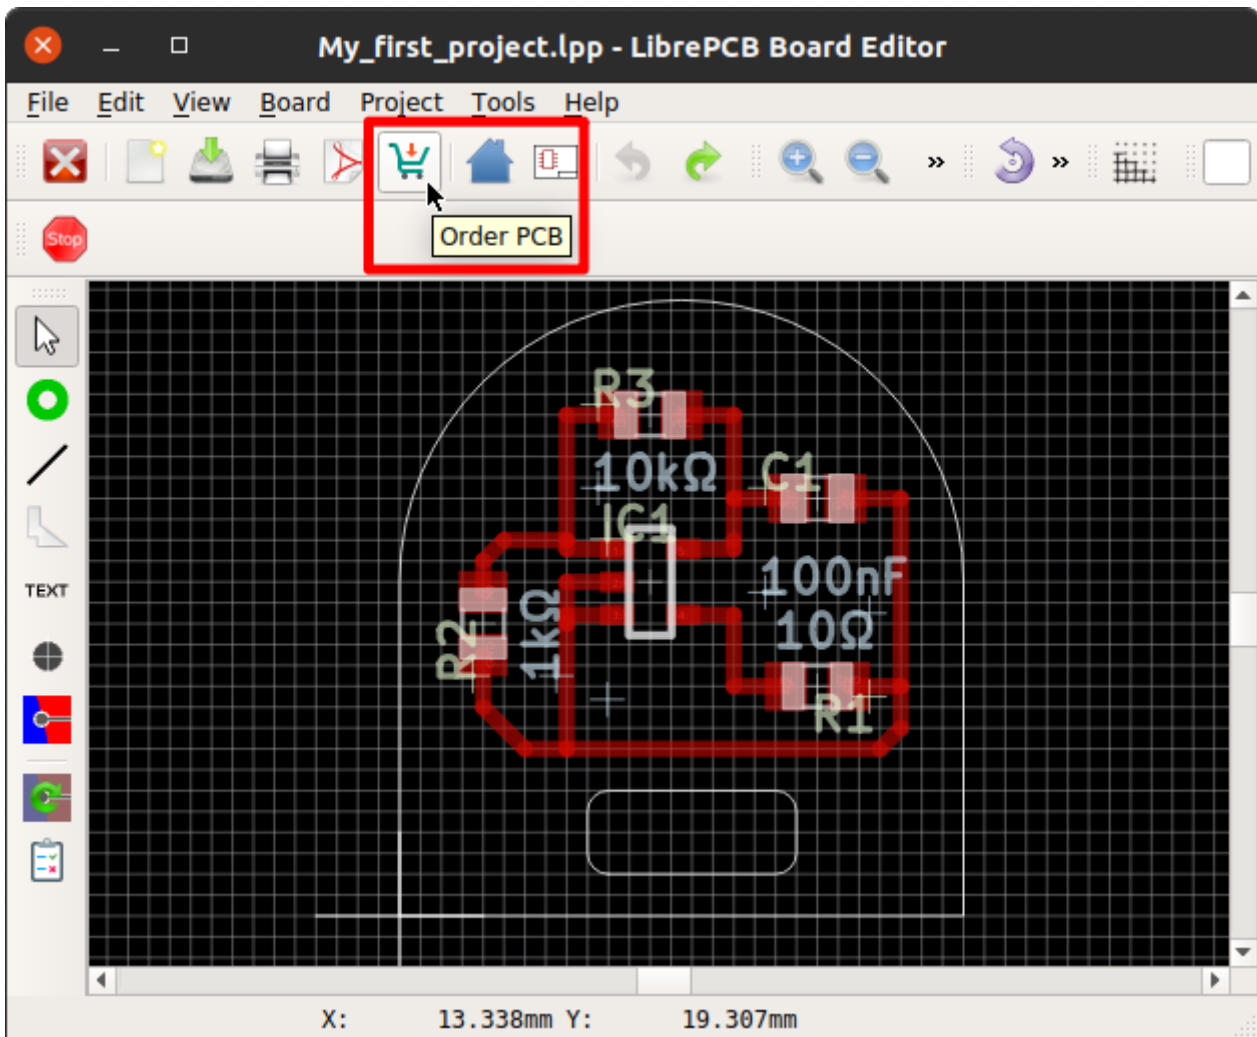 My_first_project.lpp - LibrePCB Board Editor
File Edit View Board Project Tools Help
» »
Stop
Order PCB
TEXT
R3
10kΩ
C1
IC1
100nF
10Ω
R2
1kΩ
R1
X: 13.338mm Y: 19.307mm